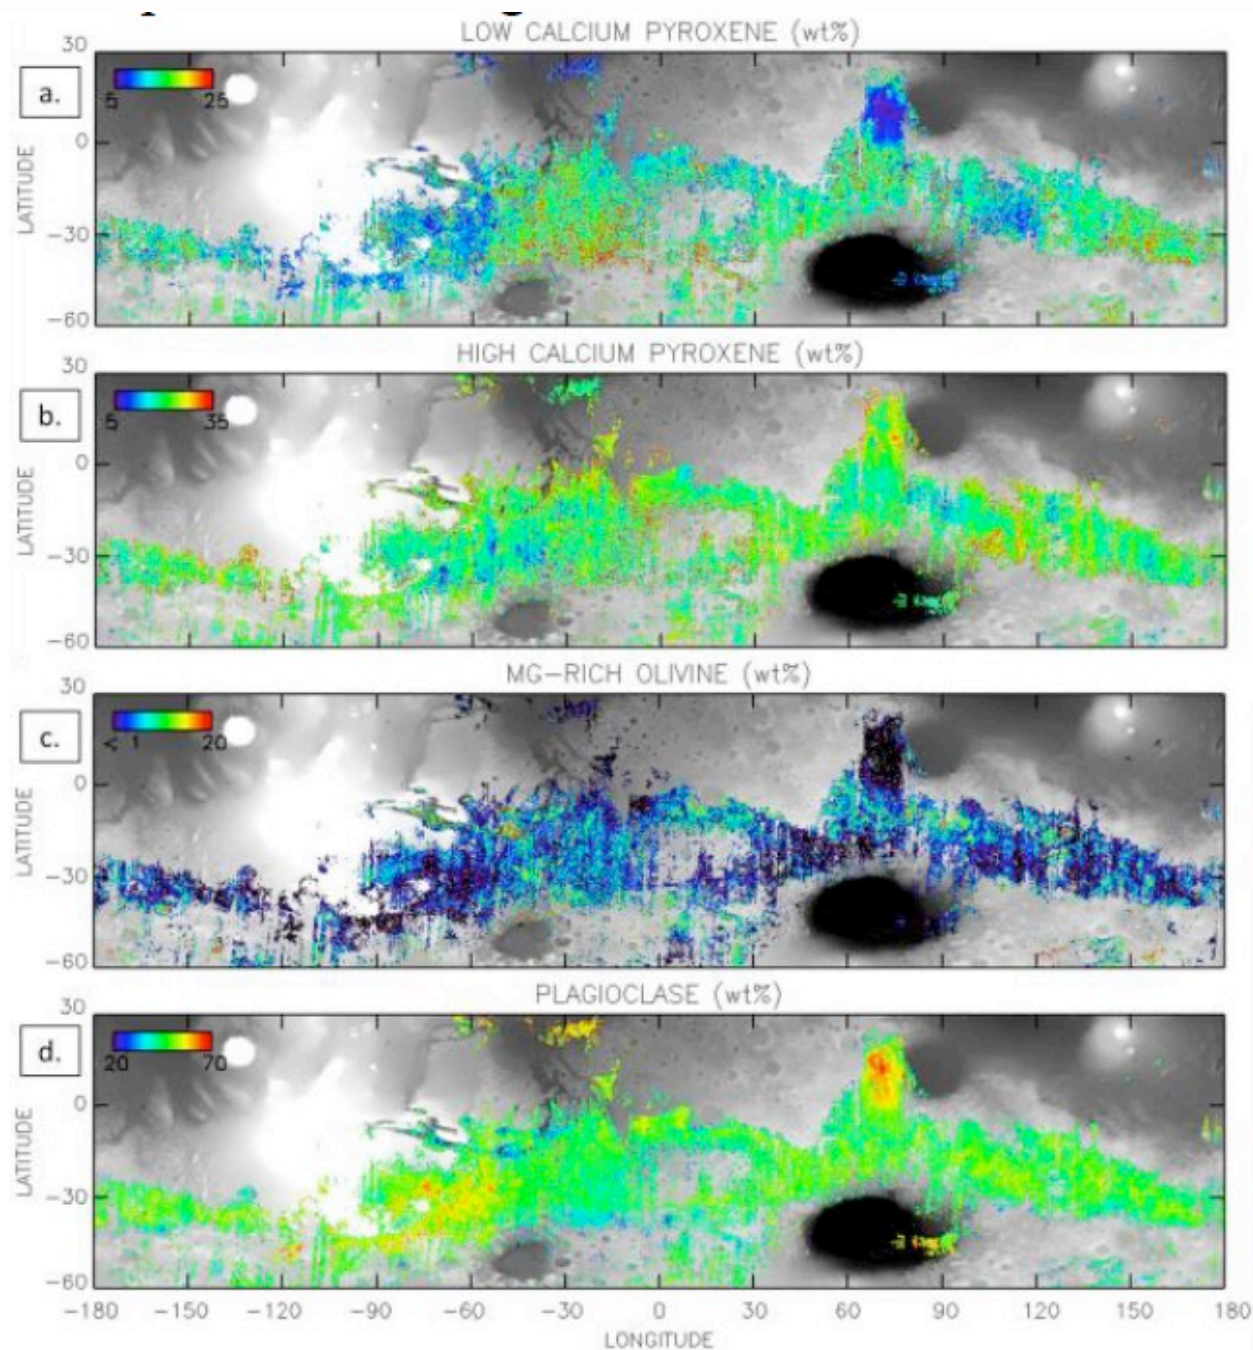 LOW CALCIUM PYROXENE (wt%)
30
a.
5 25
0
LATITUDE
−30
−60
HIGH CALCIUM PYROXENE (wt%)
30
b.
5 35
0
LATITUDE
−30
−60
MG−RICH OLIVINE (wt%)
30
c.
< 1 20
0
LATITUDE
−30
−60
PLAGIOCLASE (wt%)
30
d.
20 70
0
LATITUDE
−30
−60
−180 −150 −120 −90 −60 −30 0 30 60 90 120 150 180
LONGITUDE